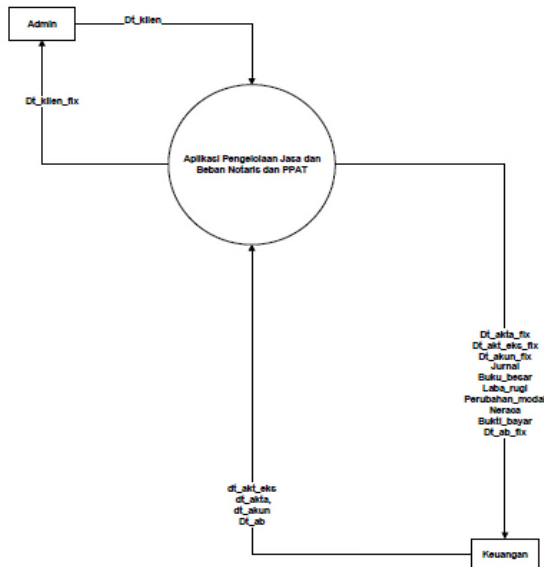 Admin
Dt_klien
Dt_klien_fix
Aplikasi Pengelolaan Jasa dan
Beban Notaris dan PPAT
Dt_akta_fix
Dt_akt_eks_fix
Dt_akun_fix
Jurnal
Buku_besar
Laba_rugi
Perubahan_modal
Neraca
Bukti_bayar
Dt_ab_fix
dt_akt_eks
dt_akta,
dt_akun
Dt_ab
Keuangan